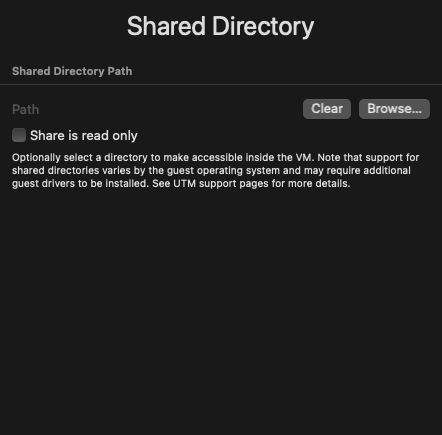 Shared Directory
Shared Directory Path
Path
Clear
Browse...
Share is read only
Optionally select a directory to make accessible inside the VM. Note that support for
shared directories varies by the guest operating system and may require additional
guest drivers to be installed. See UTM support pages for more details.